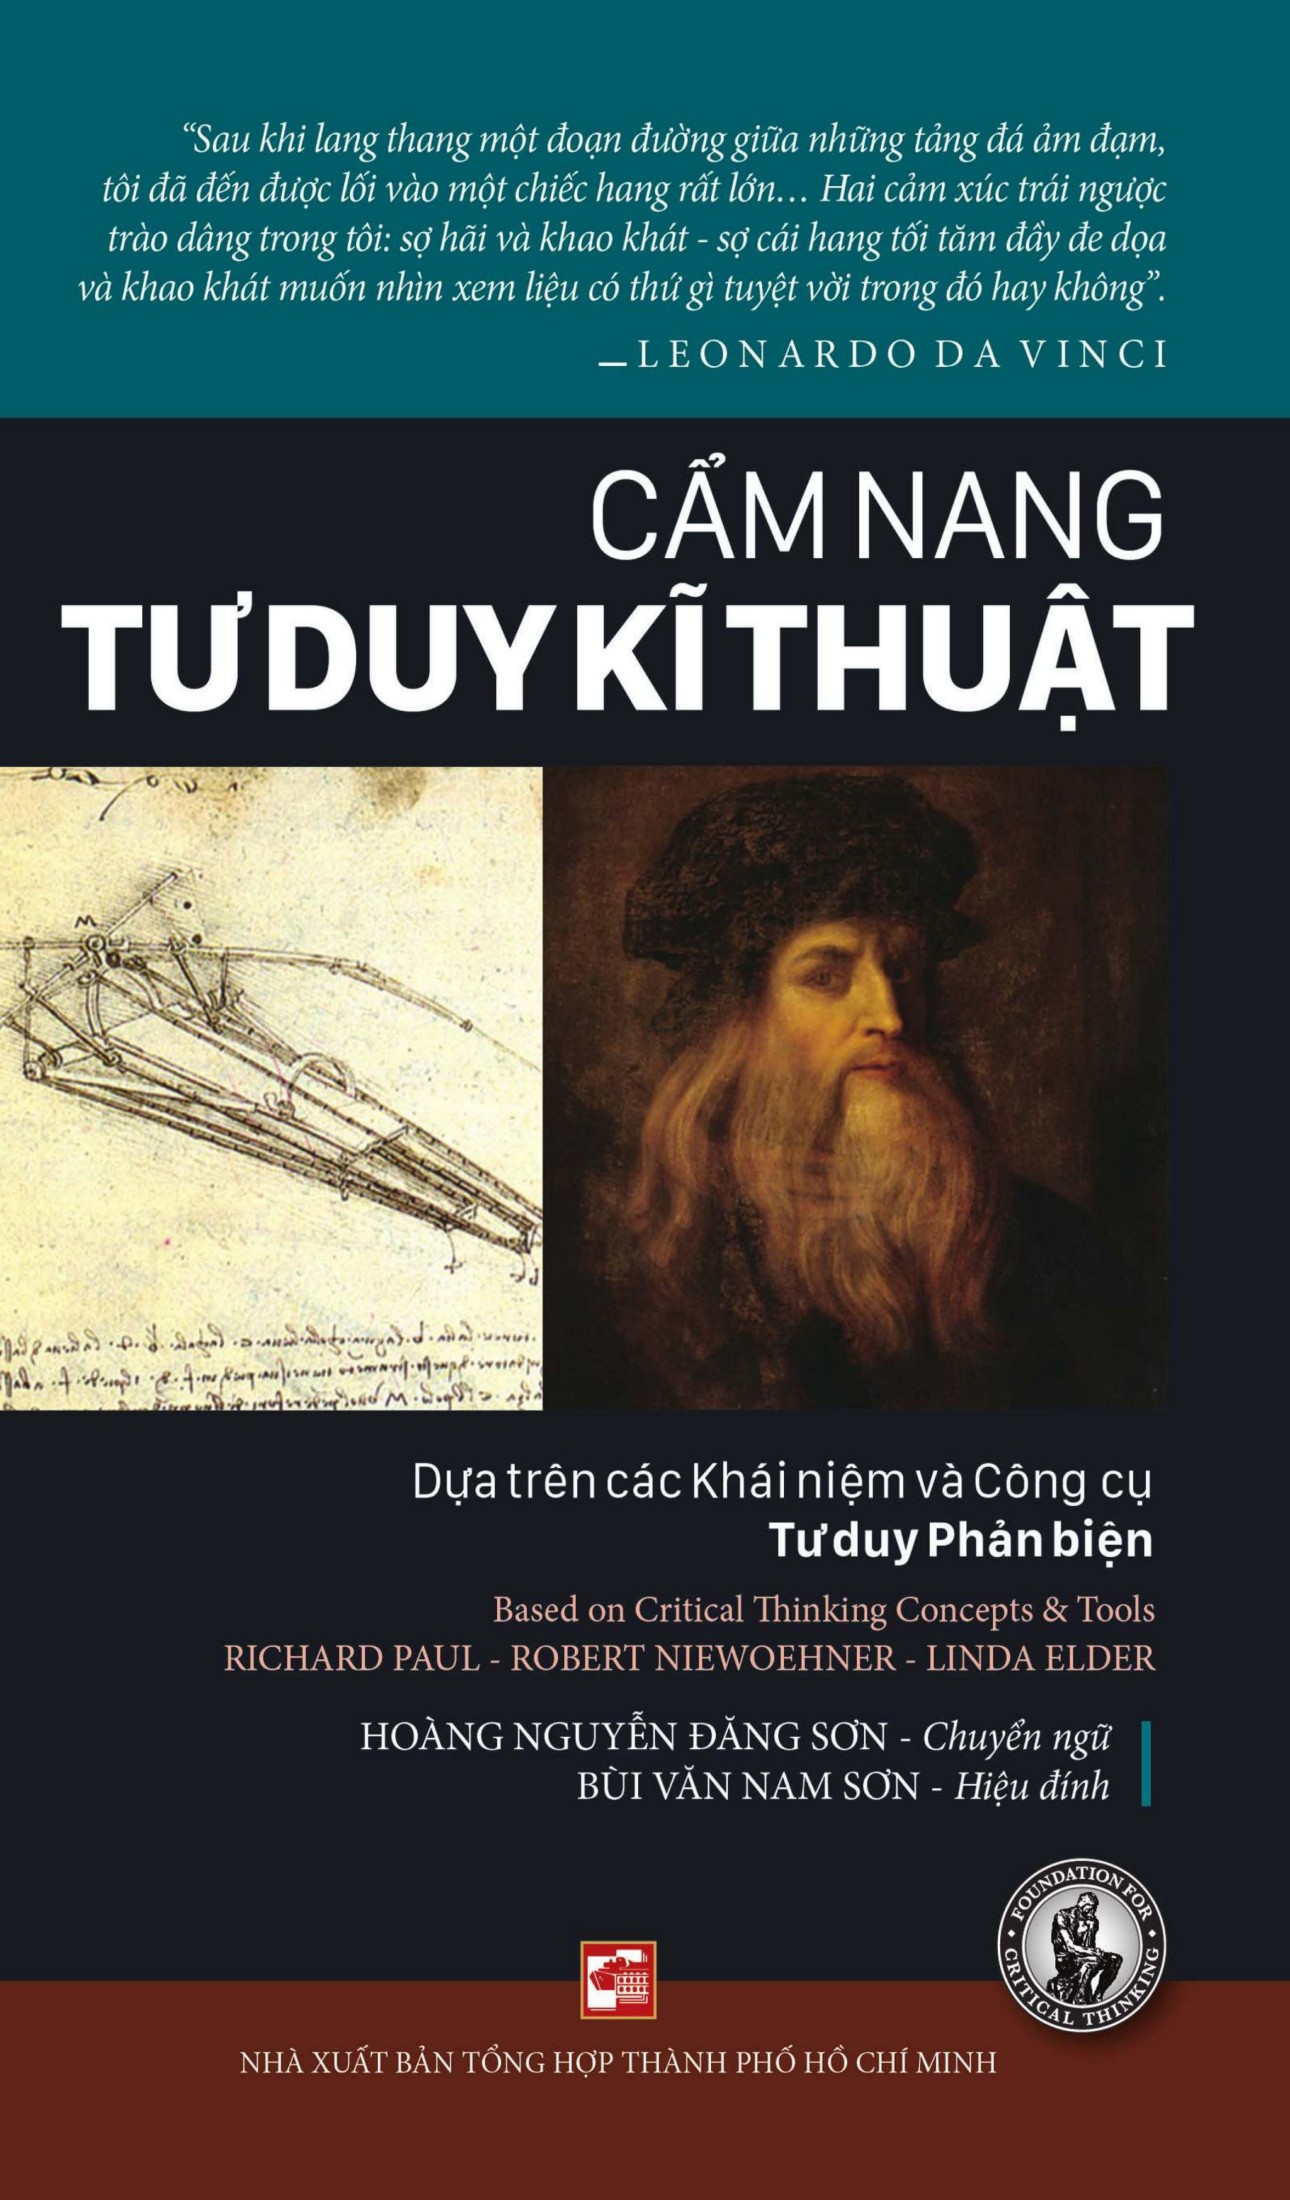 “Sau khi lang thang một đoạn đường giữa những tảng đá ảm đạm,
tôi đã đến được lối vào một chiếc hang rất lớn… Hai cảm xúc trái ngược
trào dâng trong tôi: sợ hãi và khao khát - sợ cái hang tối tăm đầy đe dọa
và khao khát muốn nhìn xem liệu có thứ gì tuyệt vời trong đó hay không”.
_ LEONARDO DA VINCI
CẨM NANG
TƯ DUY KĨ THUẬT
M
Dựa trên các Khái niệm và Công cụ
Tư duy Phản biện
Based on Critical Thinking Concepts & Tools
RICHARD PAUL - ROBERT NIEWOEHNER - LINDA ELDER
HOÀNG NGUYỄN ĐĂNG SƠN - Chuyển ngữ
BÙI VĂN NAM SƠN - Hiệu đính
FOUNDATION FOR
CRITICAL THINKING
NHÀ XUẤT BẢN TỔNG HỢP THÀNH PHỐ HỒ CHÍ MINH